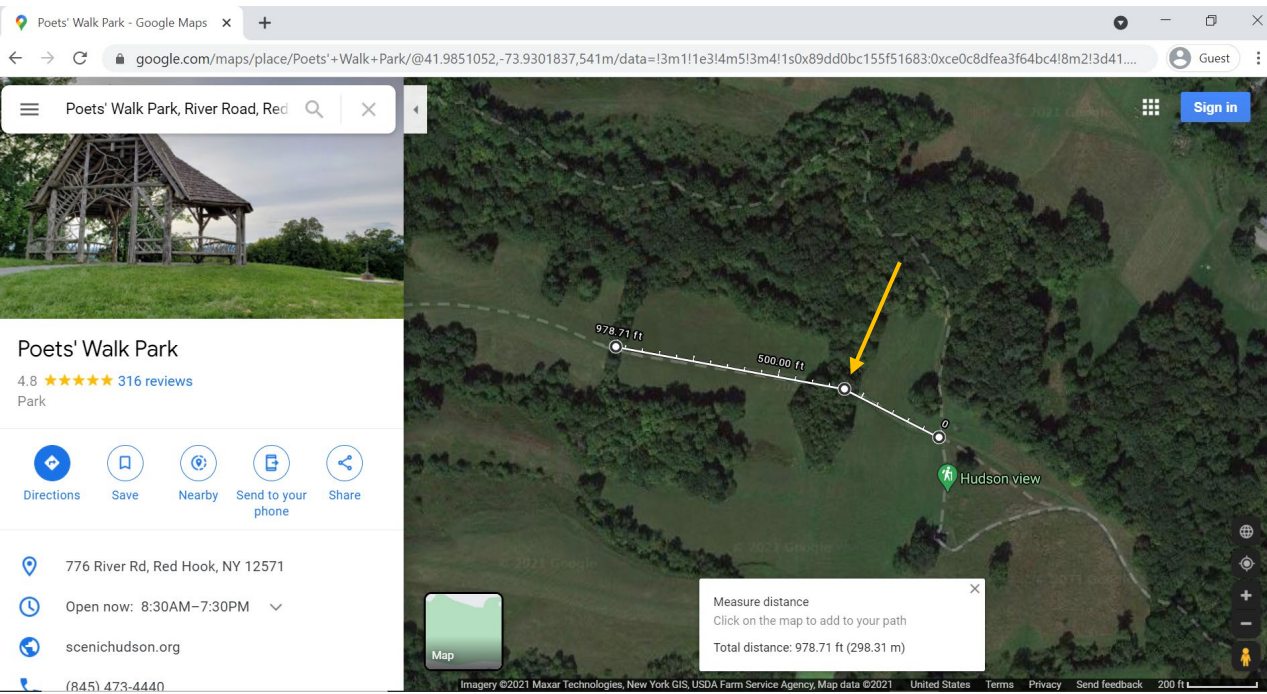 Poets' Walk Park - Google Maps
google.com/maps/place/Poets'+Walk+Park/@41.9851052,-73.9301837,541m/data=!3m1!1e3!4m5!3m4!1s0x89dd0bc155f51683:0xce0c8dfea3f64bc4!8m2!3d41....
Guest
Poets' Walk Park, River Road, Red
Sign in
978.71 ft
500.00 ft
0
Hudson view
Poets' Walk Park
4.8 ★★★★★ 316 reviews
Park
Directions
Save
Nearby
Send to your
phone
Share
776 River Rd, Red Hook, NY 12571
Open now: 8:30AM–7:30PM
scenichudson.org
(845) 473-4440
© 2021 Google
Map
Measure distance
Click on the map to add to your path
Total distance: 978.71 ft (298.31 m)
Imagery ©2021 Maxar Technologies, New York GIS, USDA Farm Service Agency, Map data ©2021 United States Terms Privacy Send feedback 200 ft